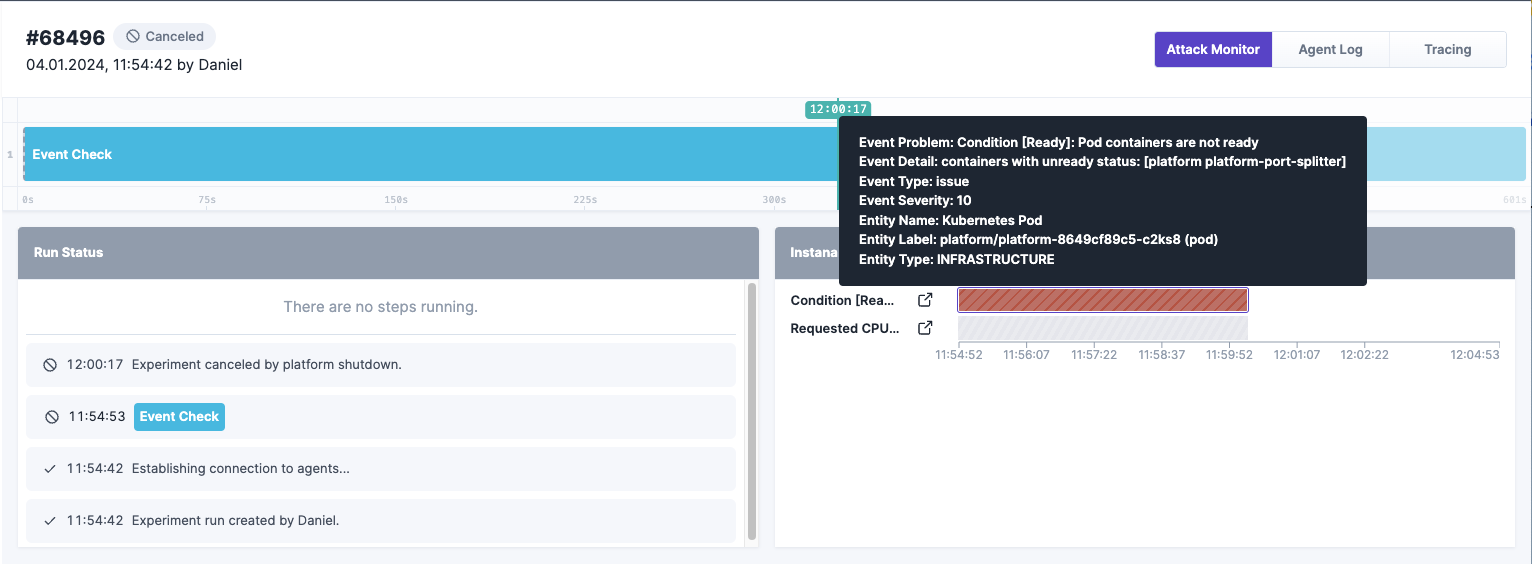 #68496 Canceled
04.01.2024, 11:54:42 by Daniel
Attack Monitor Agent Log Tracing
12:00:17
1 Event Check
Event Problem: Condition [Ready]: Pod containers are not ready
Event Detail: containers with unready status: [platform platform-port-splitter]
Event Type: issue
Event Severity: 10
Entity Name: Kubernetes Pod
Entity Label: platform/platform-8649cf89c5-c2ks8 (pod)
Entity Type: INFRASTRUCTURE
0s 75s 150s 225s 300s 601s
Run Status
There are no steps running.
12:00:17 Experiment canceled by platform shutdown.
11:54:53 Event Check
11:54:42 Establishing connection to agents...
11:54:42 Experiment run created by Daniel.
Instana
Condition [Rea...
Requested CPU...
11:54:52 11:56:07 11:57:22 11:58:37 11:59:52 12:01:07 12:02:22 12:04:53